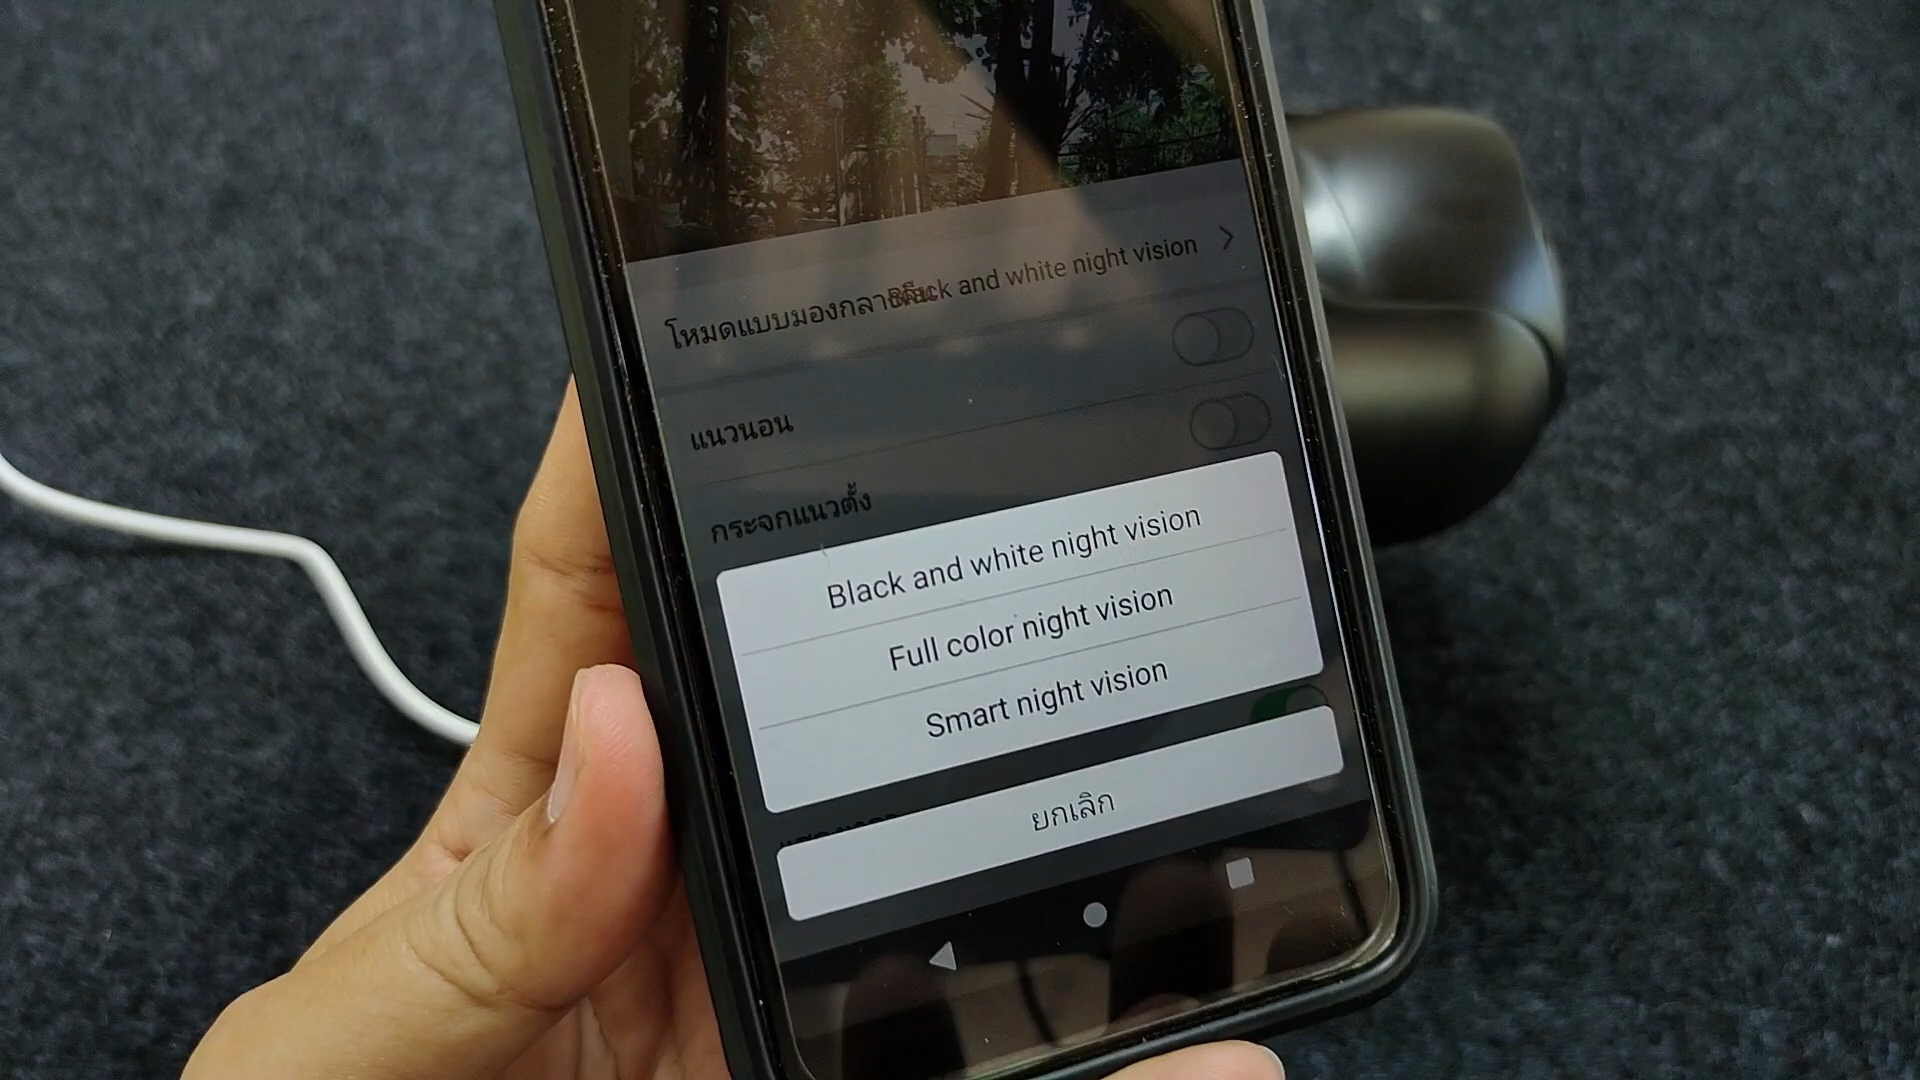 โหมดแบบมองกลางคืน Black and white night vision
แนวนอน
กระจกแนวตั้ง
Black and white night vision
Full color night vision
Smart night vision
ยกเลิก